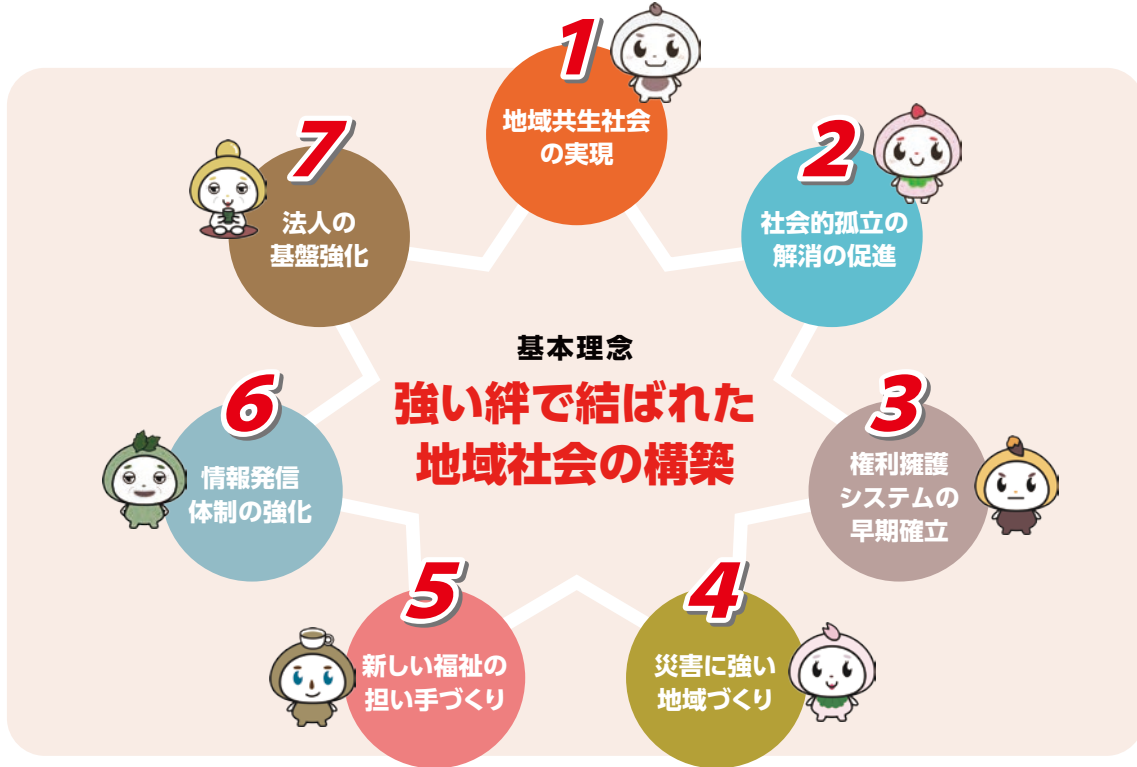 基本理念
強い絆で結ばれた
地域社会の構築
1
地域共生社会
の実現
2
社会的孤立の
解消の促進
3
権利擁護
システムの
早期確立
4
災害に強い
地域づくり
5
新しい福祉の
担い手づくり
6
情報発信
体制の強化
7
法人の
基盤強化